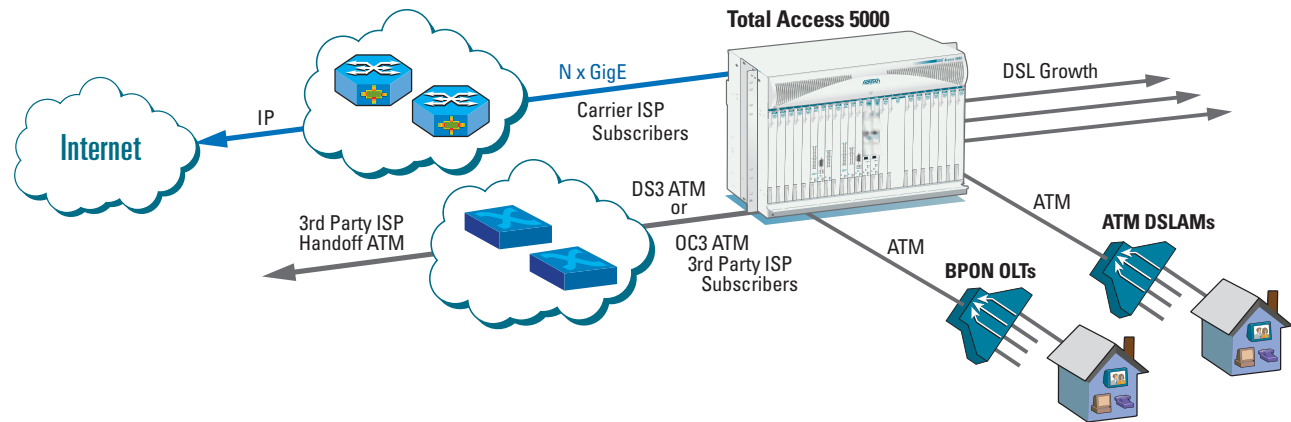 Total Access 5000
N x GigE
DSL Growth
IP
Carrier ISP
Subscribers
Internet
DS3 ATM
or
3rd Party ISP
Handoff ATM
OC3 ATM
3rd Party ISP
Subscribers
ATM
ATM DSLAMs
ATM
BPON OLTs